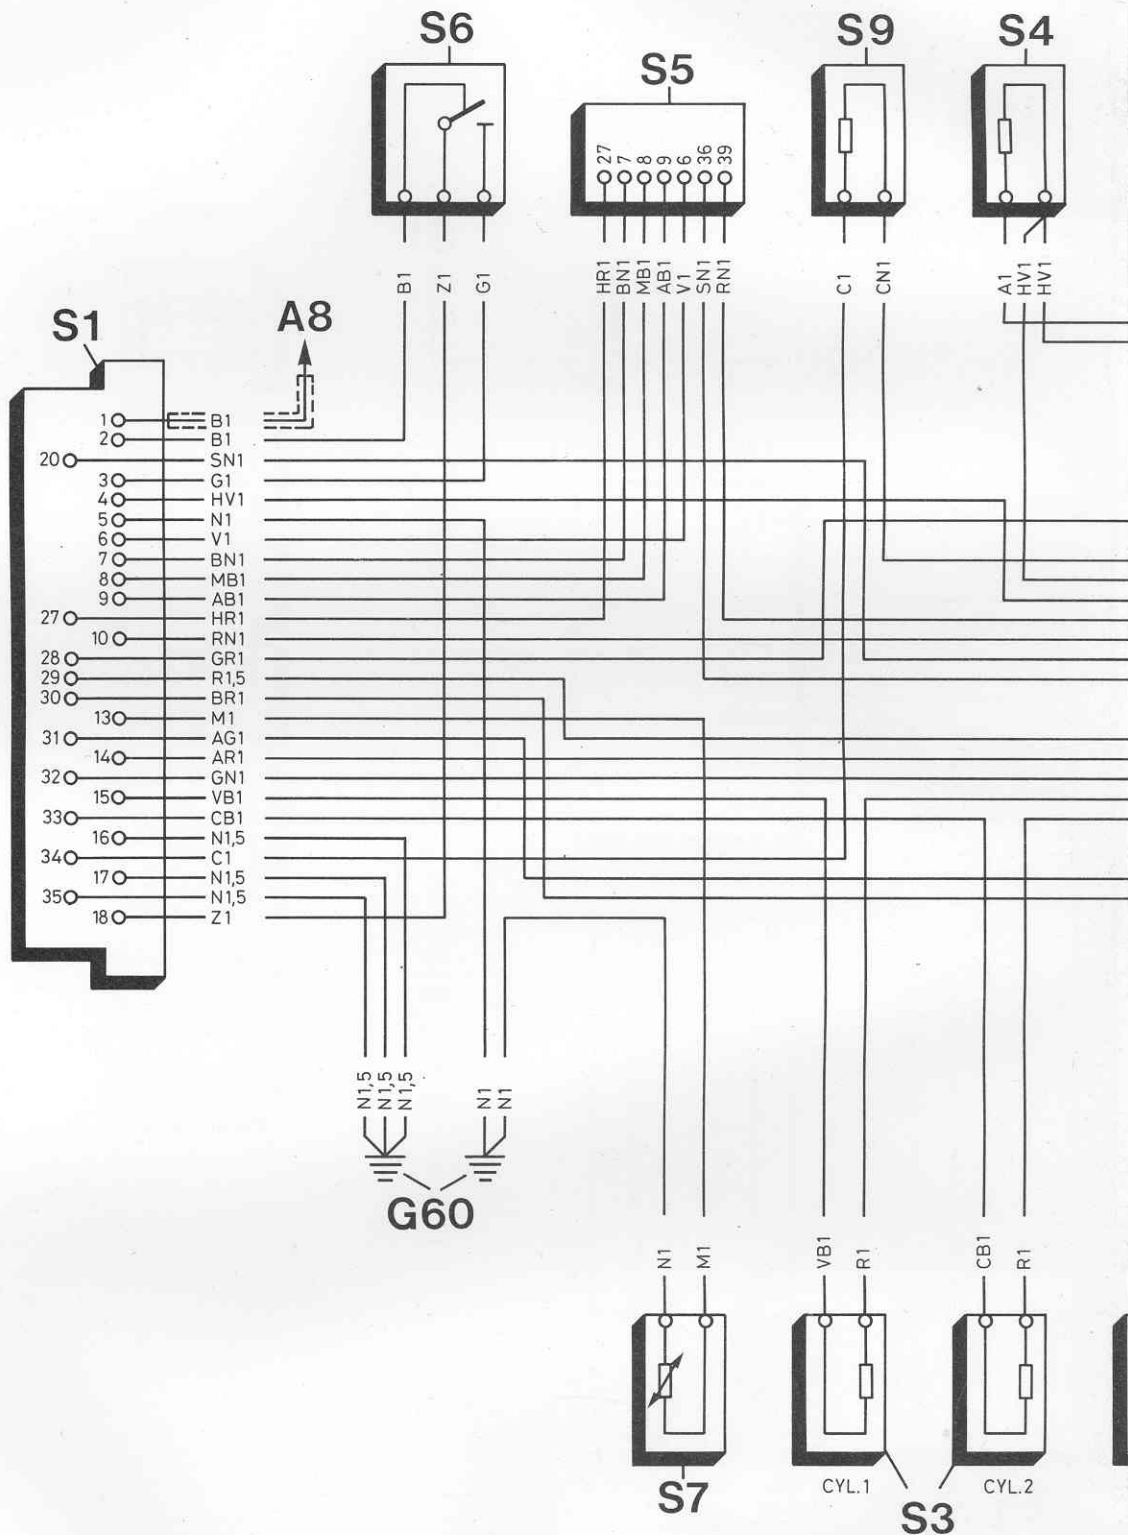 S6
S5
S9
S4
27 7 8 9 6 36 39
B1 Z1 G1
HR1 BN1 MB1 AB1 V1 SN1 RN1
C1 CN1
A1 HV1 HV1
S1
A8
1 B1
2 B1
20 SN1
3 G1
4 HV1
5 N1
6 V1
7 BN1
8 MB1
9 AB1
27 HR1
10 RN1
28 GR1
29 R1,5
30 BR1
13 M1
31 AG1
14 AR1
32 GN1
15 VB1
33 CB1
16 N1,5
34 C1
17 N1,5
35 N1,5
18 Z1
N1,5 N1,5 N1,5 N1 N1
G60
N1 M1 VB1 R1 CB1 R1
CYL.1 CYL.2
S7
S3